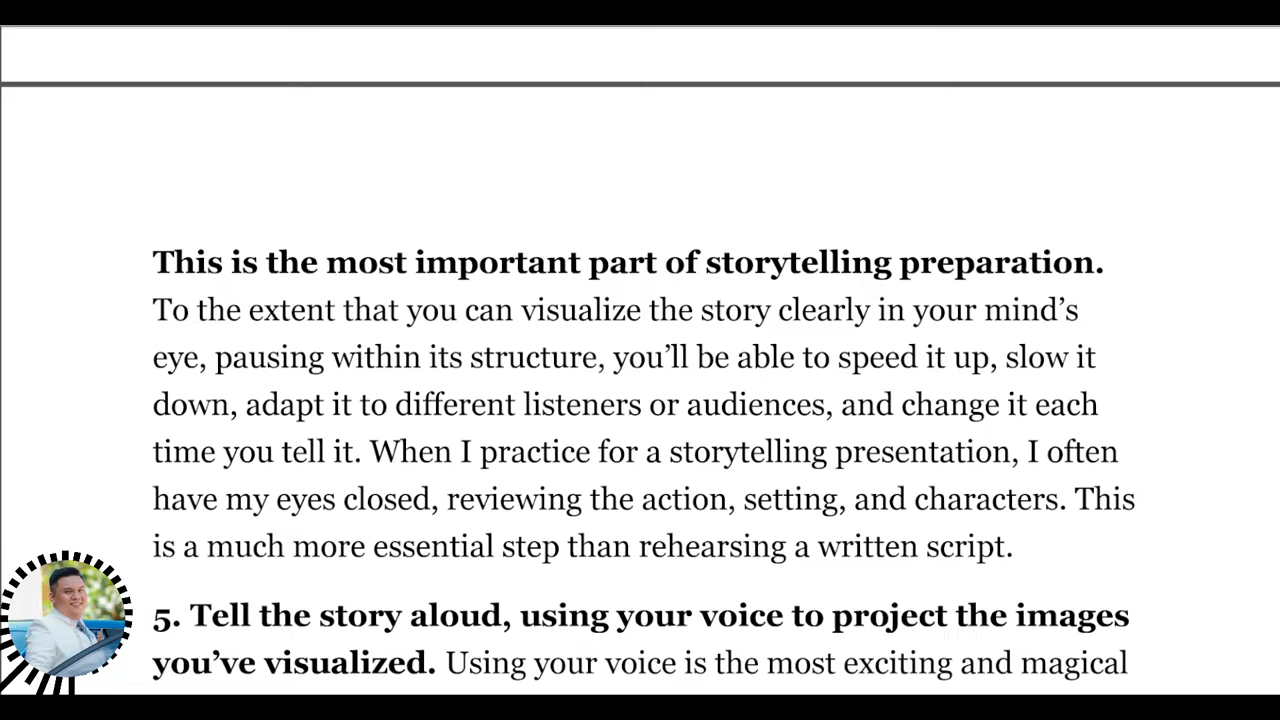 This is the most important part of storytelling preparation.
To the extent that you can visualize the story clearly in your mind’s
eye, pausing within its structure, you’ll be able to speed it up, slow it
down, adapt it to different listeners or audiences, and change it each
time you tell it. When I practice for a storytelling presentation, I often
have my eyes closed, reviewing the action, setting, and characters. This
is a much more essential step than rehearsing a written script.
5. Tell the story aloud, using your voice to project the images
you’ve visualized. Using your voice is the most exciting and magical